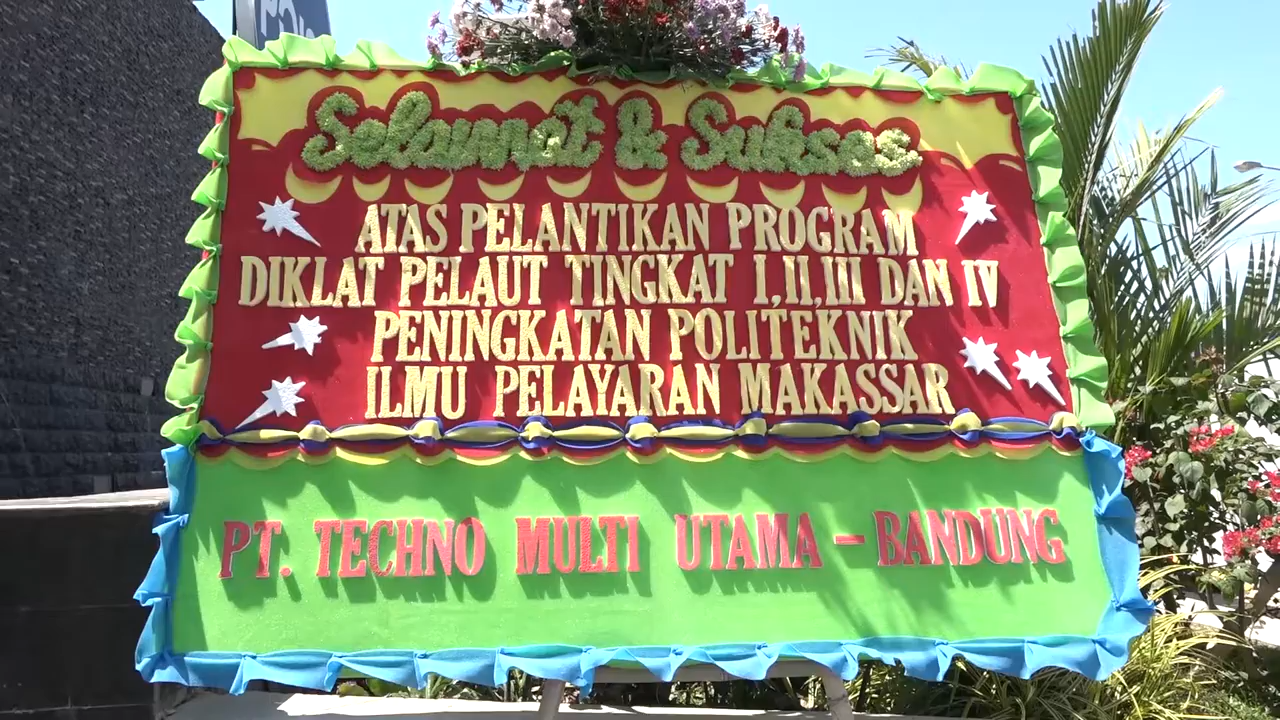 Selamat & Sukses
ATAS PELANTIKAN PROGRAM
DIKLAT PELAUT TINGKAT I,II,III DAN IV
PENINGKATAN POLITEKNIK
ILMU PELAYARAN MAKASSAR
PT. TECHNO MULTI UTAMA – BANDUNG